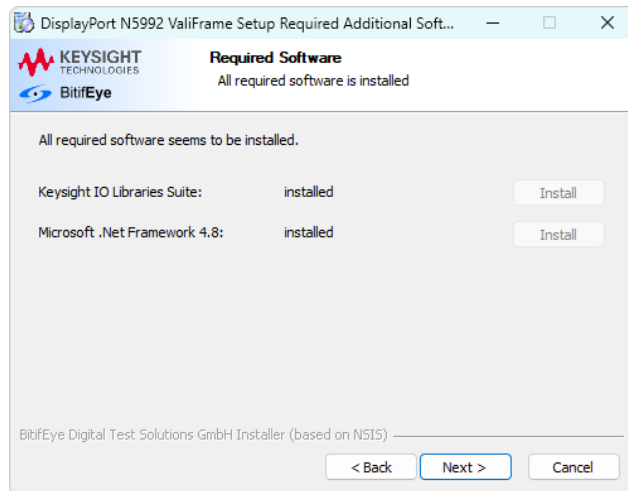 DisplayPort N5992 ValiFrame Setup Required Additional Soft...
KEYSIGHT
TECHNOLOGIES
BitifEye
Required Software
All required software is installed
All required software seems to be installed.
Keysight IO Libraries Suite: installed Install
Microsoft .Net Framework 4.8: installed Install
BitifEye Digital Test Solutions GmbH Installer (based on NSIS)
< Back Next > Cancel